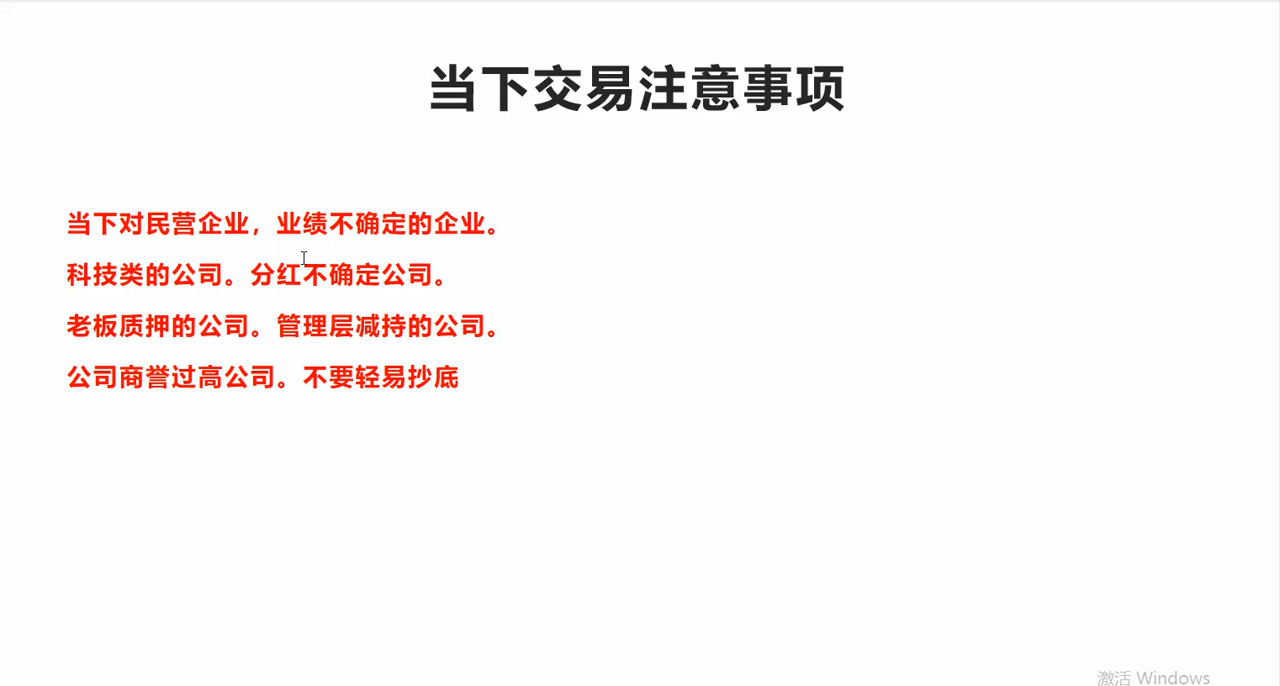 当下交易注意事项
当下对民营企业，业绩不确定的企业。
科技类的公司。分红不确定公司。
老板质押的公司。管理层减持的公司。
公司商誉过高公司。不要轻易抄底
激活 Windows